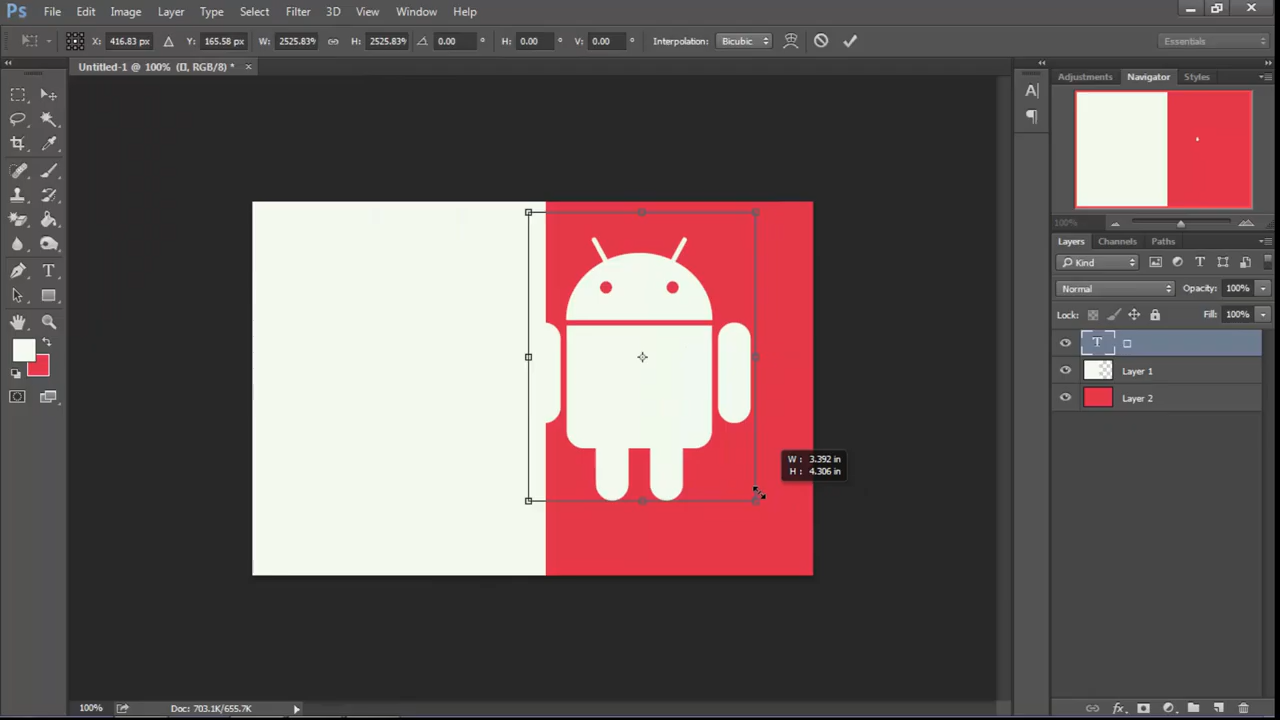 Ps File Edit Image Layer Type Select Filter 3D View Window Help
X: 416.83 px Y: 165.58 px W: 2525.83% H: 2525.83% 0.00 ° H: 0.00 ° V: 0.00 ° Interpolation: Bicubic Essentials
Untitled-1 @ 100% (▯, RGB/8) * ×
Adjustments Navigator Styles
100%
Layers Channels Paths
Kind
Normal Opacity: 100%
Lock: Fill: 100%
T ▯
Layer 1
Layer 2
W : 3.392 in
H : 4.306 in
100% Doc: 703.1K/655.7K